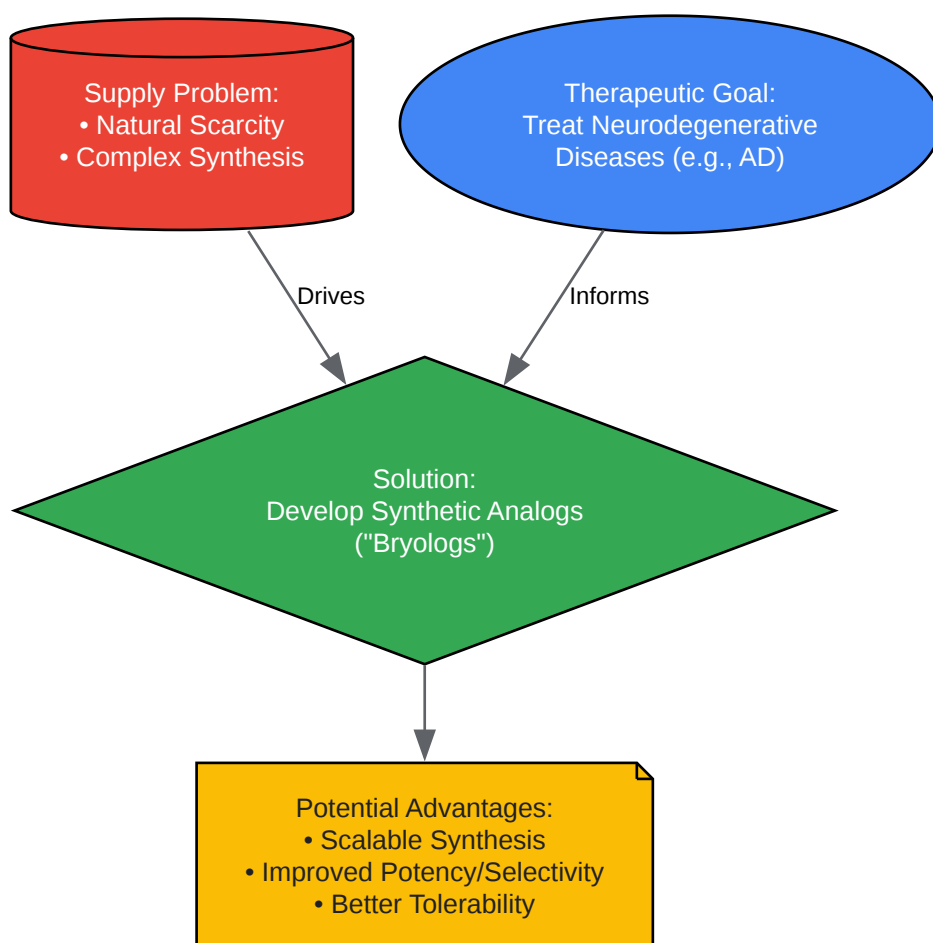 Supply Problem:
• Natural Scarcity
• Complex Synthesis
Therapeutic Goal:
Treat Neurodegenerative
Diseases (e.g., AD)
Drives
Informs
Solution:
Develop Synthetic Analogs
("Bryologs")
Potential Advantages:
• Scalable Synthesis
• Improved Potency/Selectivity
• Better Tolerability